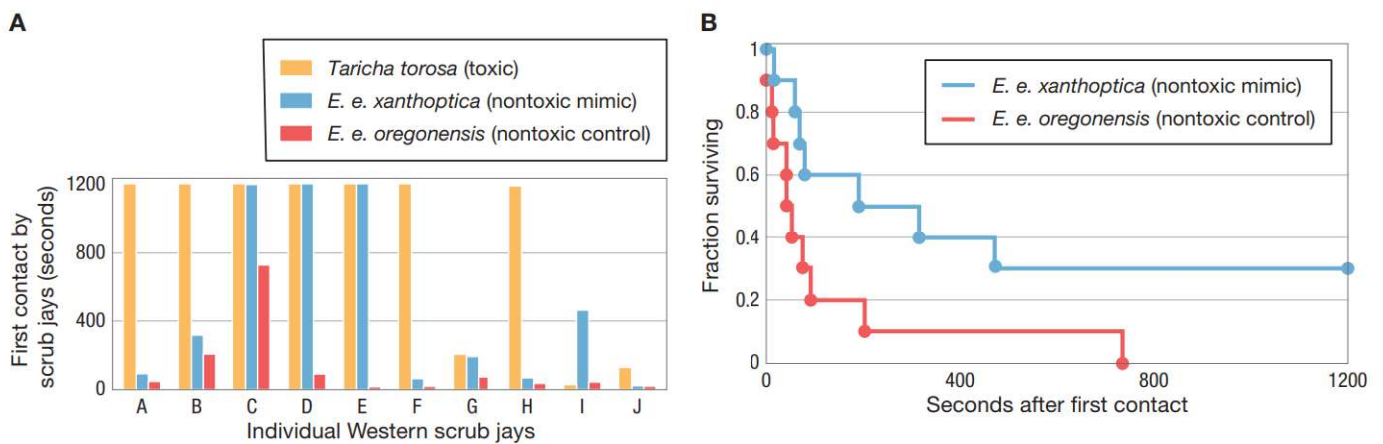 A
Taricha torosa (toxic)
E. e. xanthoptica (nontoxic mimic)
E. e. oregonensis (nontoxic control)
First contact by
scrub jays (seconds)
1200
800
400
0
A B C D E F G H I J
Individual Western scrub jays
B
E. e. xanthoptica (nontoxic mimic)
E. e. oregonensis (nontoxic control)
Fraction surviving
1
0.8
0.6
0.4
0.2
0
0 400 800 1200
Seconds after first contact